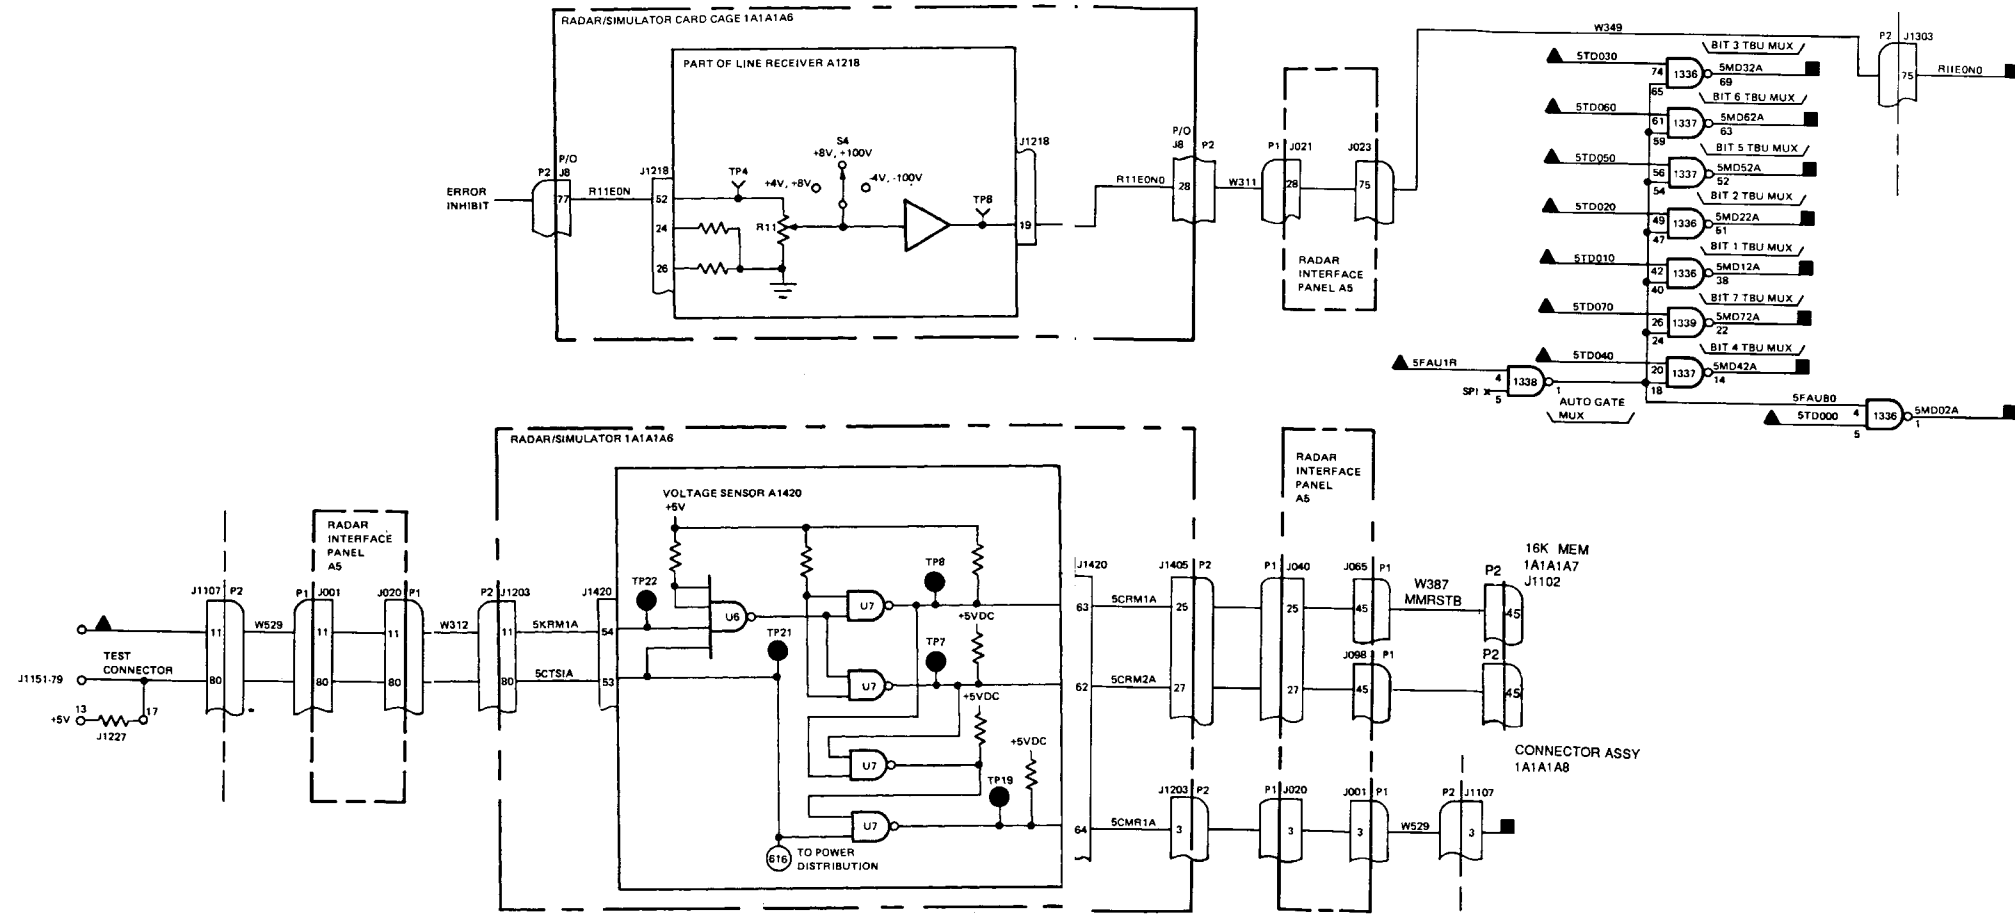 RADAR/SIMULATOR CARD CAGE 1A1A1A6
PART OF LINE RECEIVER A1218
ERROR
INHIBIT
P2
P/O
J8
77
R11E0N
J1218
52
24
26
TP4
R11
+4V, +8V
S4
+8V, +100V
-4V, -100V
TP8
J1218
19
R11E0N0
P/O
J8
P2
28
W311
P1
J021
28
J023
75
RADAR
INTERFACE
PANEL A5
W349
P2
J1303
75
R11E0N0
5TD030
74
65
1336
BIT 3 TBU MUX
5MD32A
69
5TD060
61
59
1337
BIT 6 TBU MUX
5MD62A
63
5TD050
56
54
1337
BIT 5 TBU MUX
5MD52A
52
5TD020
49
47
1336
BIT 2 TBU MUX
5MD22A
51
5TD010
42
40
1336
BIT 1 TBU MUX
5MD12A
38
5TD070
26
24
1339
BIT 7 TBU MUX
5MD72A
22
5TD040
20
18
1337
BIT 4 TBU MUX
5MD42A
14
5FAU1R
SP1
4
5
1338
1
AUTO GATE
MUX
5FAUB0
5TD000
4
5
1336
5MD02A
1
RADAR/SIMULATOR 1A1A1A6
VOLTAGE SENSOR A1420
+5V
RADAR
INTERFACE
PANEL
A5
J1107
P2
11
80
W529
P1
J001
11
80
J020
P1
11
80
W312
P2
J1203
11
80
5KRM1A
5CTS1A
J1420
54
53
TEST
CONNECTOR
J1151-79
+5V
13
17
J1227
TP22
U6
TP21
U7
TP8
+5VDC
U7
TP7
+5VDC
U7
+5VDC
TP19
U7
616
TO POWER
DISTRIBUTION
J1420
63
62
64
5CRM1A
5CRM2A
5CMR1A
J1405
P2
25
27
RADAR
INTERFACE
PANEL
A5
P1
J040
25
27
J065
P1
45
J098
P1
45
W387
MMRSTB
16K MEM
1A1A1A7
J1102
P2
45
P2
45
CONNECTOR ASSY
1A1A1A8
J1203
P2
3
P1
J020
3
J001
P1
3
W529
P2
J1107
3